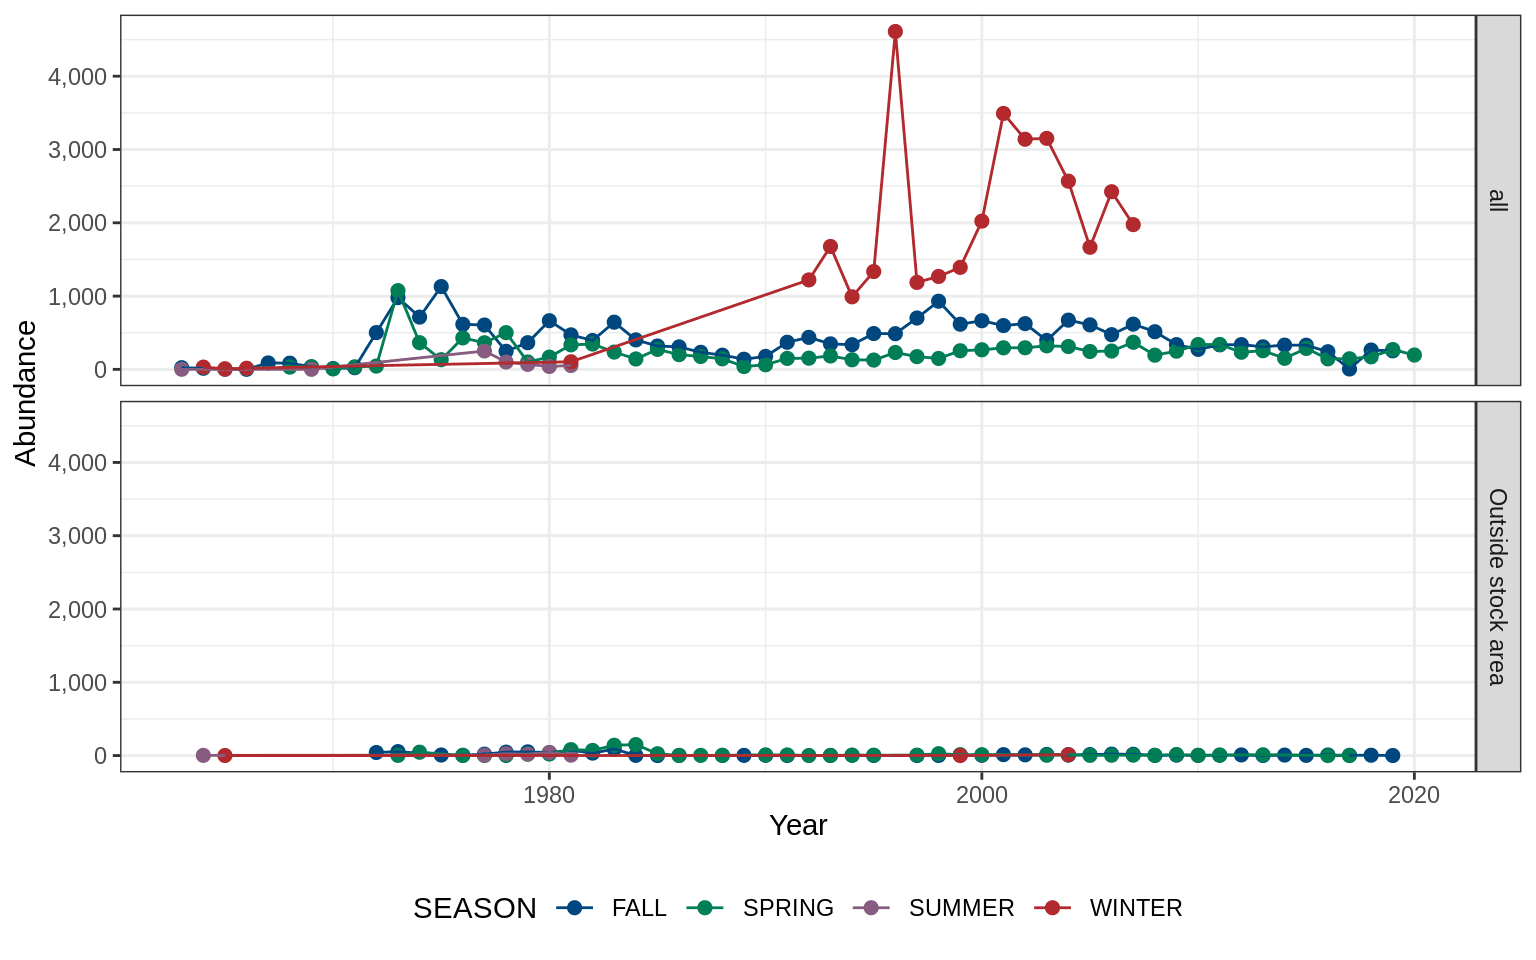 Abundance
4,000
3,000
2,000
1,000
0
all
4,000
3,000
2,000
1,000
0
Outside stock area
1980 2000 2020
Year
SEASON FALL SPRING SUMMER WINTER